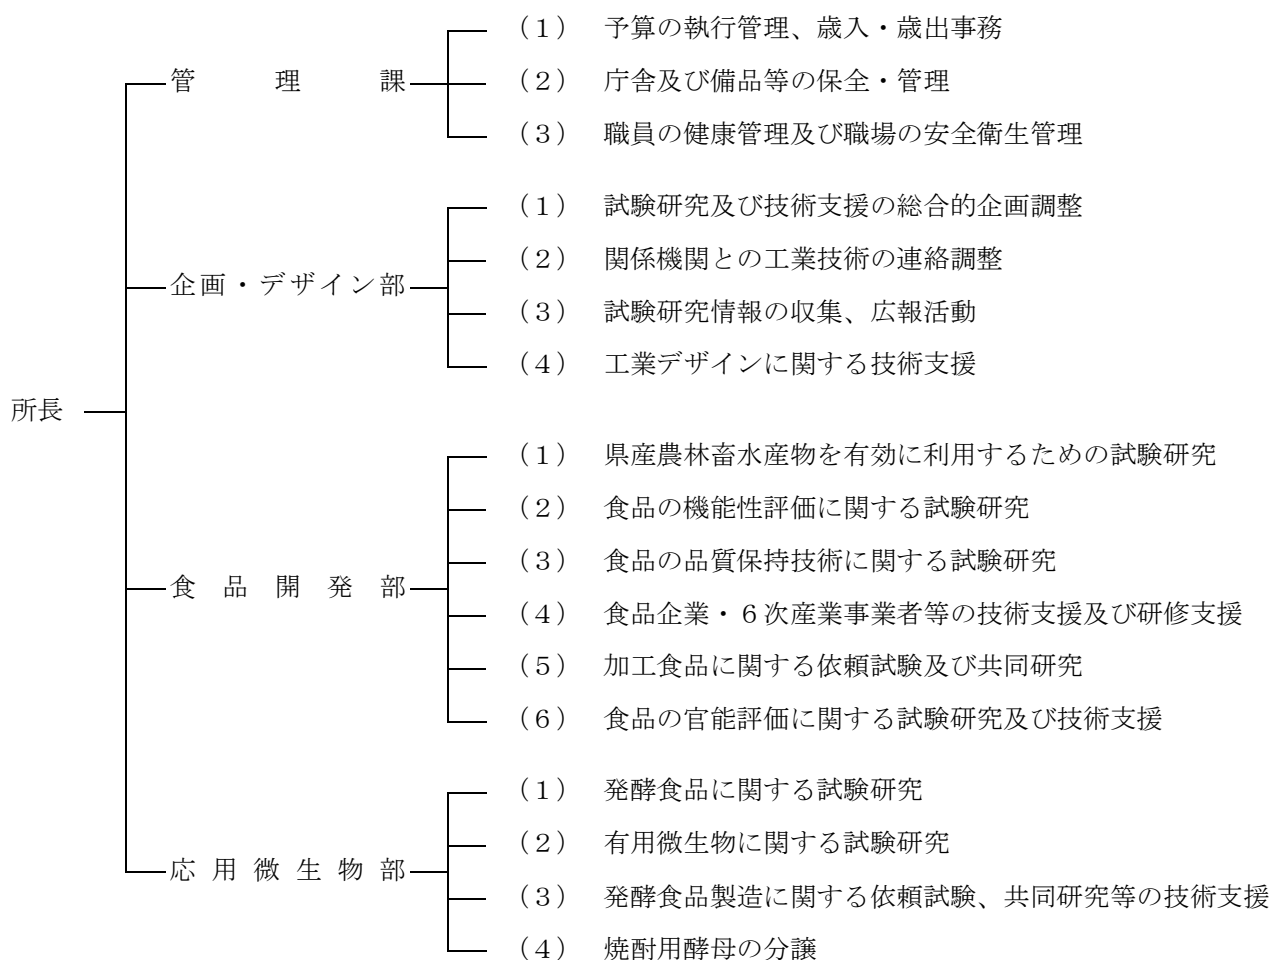 所長
管理課
（１） 予算の執行管理、歳入・歳出事務
（２） 庁舎及び備品等の保全・管理
（３） 職員の健康管理及び職場の安全衛生管理
企画・デザイン部
（１） 試験研究及び技術支援の総合的企画調整
（２） 関係機関との工業技術の連絡調整
（３） 試験研究情報の収集、広報活動
（４） 工業デザインに関する技術支援
食品開発部
（１） 県産農林畜水産物を有効に利用するための試験研究
（２） 食品の機能性評価に関する試験研究
（３） 食品の品質保持技術に関する試験研究
（４） 食品企業・６次産業事業者等の技術支援及び研修支援
（５） 加工食品に関する依頼試験及び共同研究
（６） 食品の官能評価に関する試験研究及び技術支援
応用微生物部
（１） 発酵食品に関する試験研究
（２） 有用微生物に関する試験研究
（３） 発酵食品製造に関する依頼試験、共同研究等の技術支援
（４） 焼酎用酵母の分譲